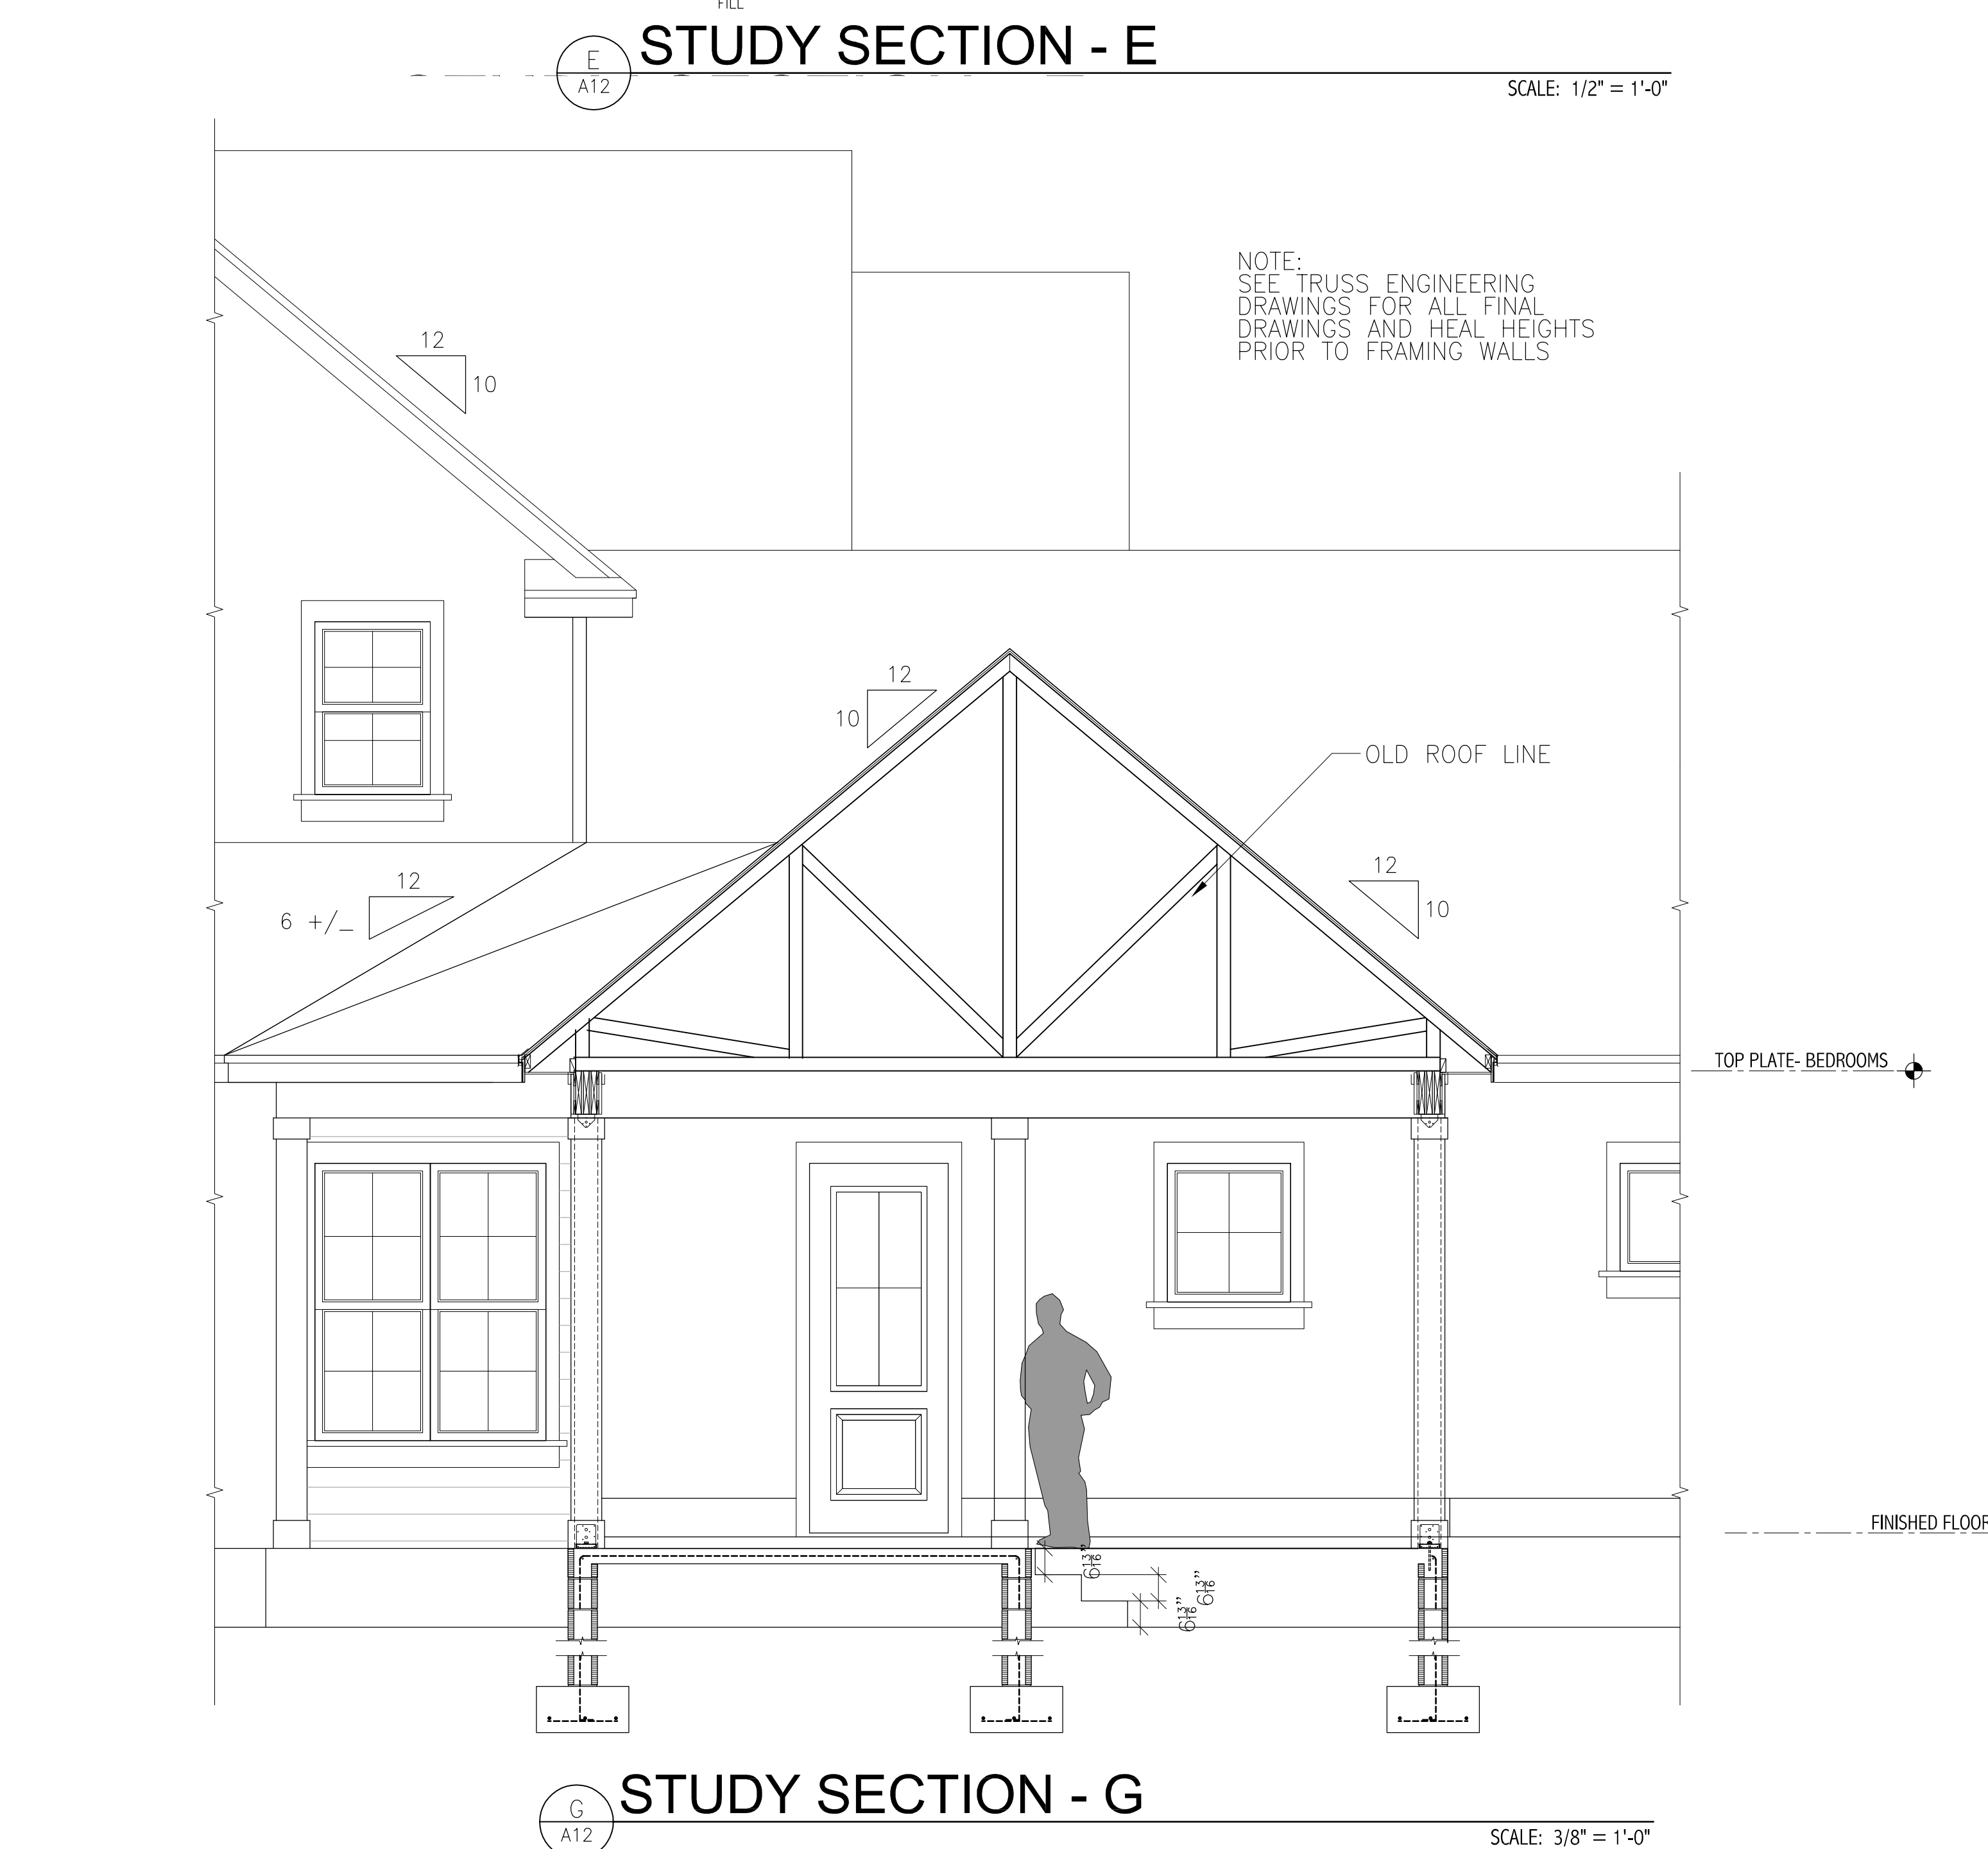 FILL
STUDY SECTION - E
E
A12
SCALE: 1/2" = 1'-0"
NOTE:
SEE TRUSS ENGINEERING
DRAWINGS FOR ALL FINAL
DRAWINGS AND HEAL HEIGHTS
PRIOR TO FRAMING WALLS
12
10
12
10
OLD ROOF LINE
12
10
12
6 +/_
TOP PLATE- BEDROOMS
FINISHED FLOOR
6 13/16"
6 13/16"
6 13/16"
STUDY SECTION - G
G
A12
SCALE: 3/8" = 1'-0"